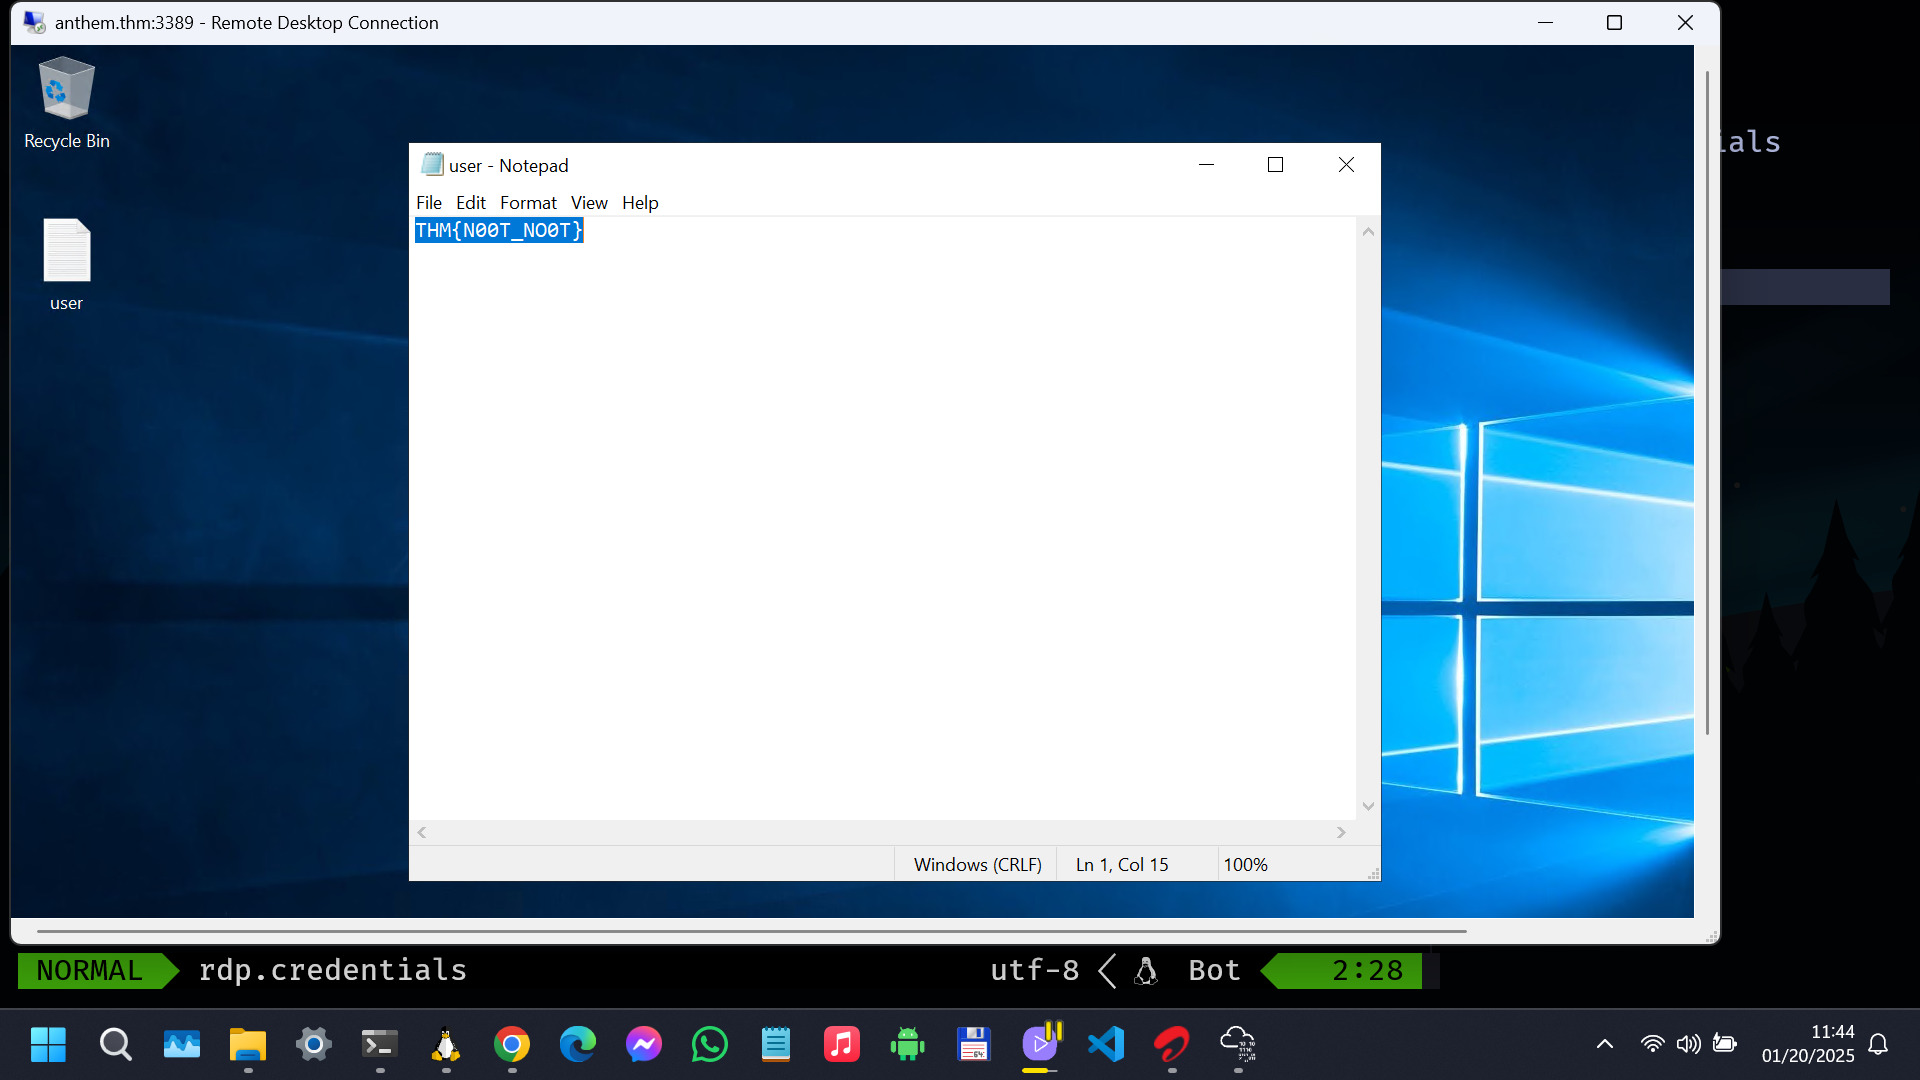 anthem.thm:3389 - Remote Desktop Connection
Recycle Bin
ials
user - Notepad
File Edit Format View Help
THM{N00T_NO0T}
user
Windows (CRLF) Ln 1, Col 15 100%
NORMAL rdp.credentials utf-8 Bot 2:28
11:44
01/20/2025